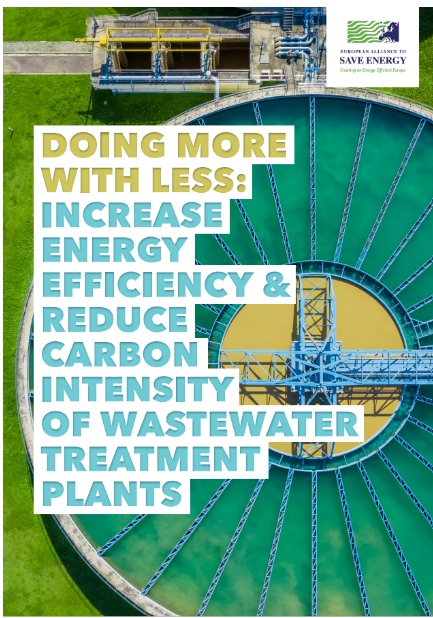 EUROPEAN ALLIANCE TO
SAVE ENERGY
Creating an Energy-Efficient Europe
DOING MORE
WITH LESS:
INCREASE
ENERGY
EFFICIENCY &
REDUCE
CARBON
INTENSITY
OF WASTEWATER
TREATMENT
PLANTS